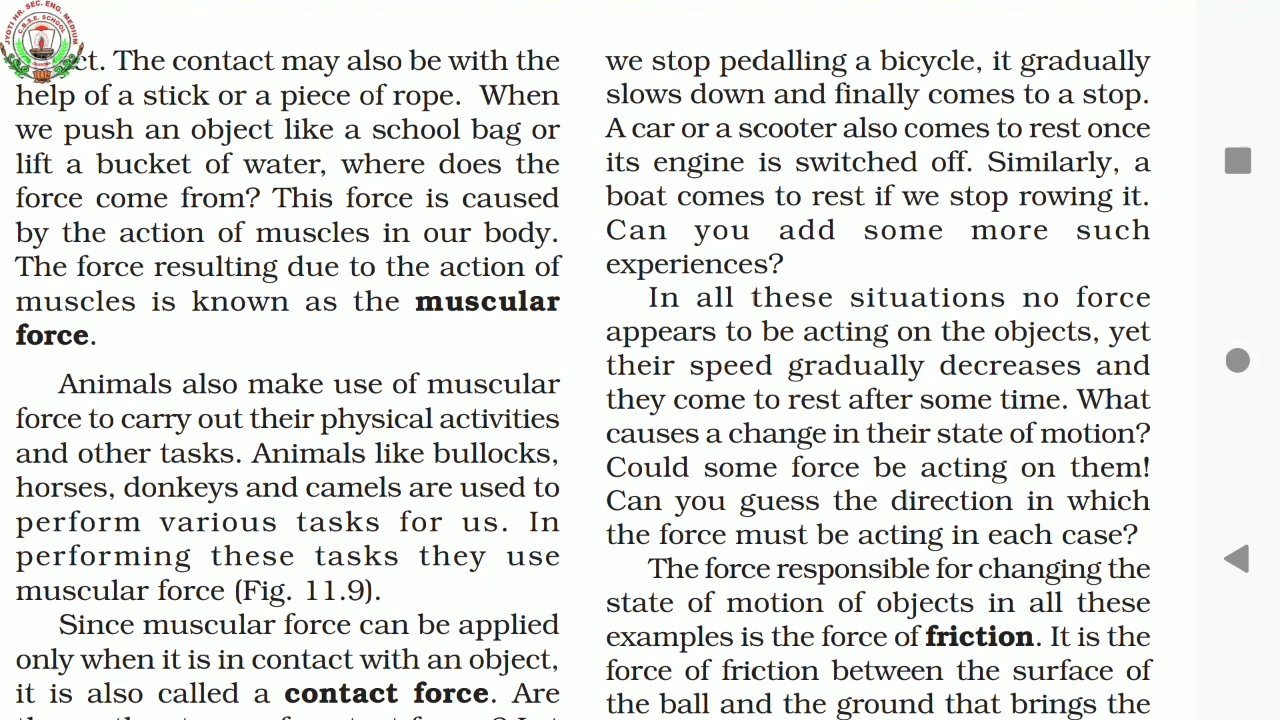 JYOTI HR. SEC. ENG. MEDIUM
C.B.S.E. SCHOOL
ct. The contact may also be with the
help of a stick or a piece of rope. When
we push an object like a school bag or
lift a bucket of water, where does the
force come from? This force is caused
by the action of muscles in our body.
The force resulting due to the action of
muscles is known as the muscular
force.
Animals also make use of muscular
force to carry out their physical activities
and other tasks. Animals like bullocks,
horses, donkeys and camels are used to
perform various tasks for us. In
performing these tasks they use
muscular force (Fig. 11.9).
Since muscular force can be applied
only when it is in contact with an object,
it is also called a contact force. Are
we stop pedalling a bicycle, it gradually
slows down and finally comes to a stop.
A car or a scooter also comes to rest once
its engine is switched off. Similarly, a
boat comes to rest if we stop rowing it.
Can you add some more such
experiences?
In all these situations no force
appears to be acting on the objects, yet
their speed gradually decreases and
they come to rest after some time. What
causes a change in their state of motion?
Could some force be acting on them!
Can you guess the direction in which
the force must be acting in each case?
The force responsible for changing the
state of motion of objects in all these
examples is the force of friction. It is the
force of friction between the surface of
the ball and the ground that brings the